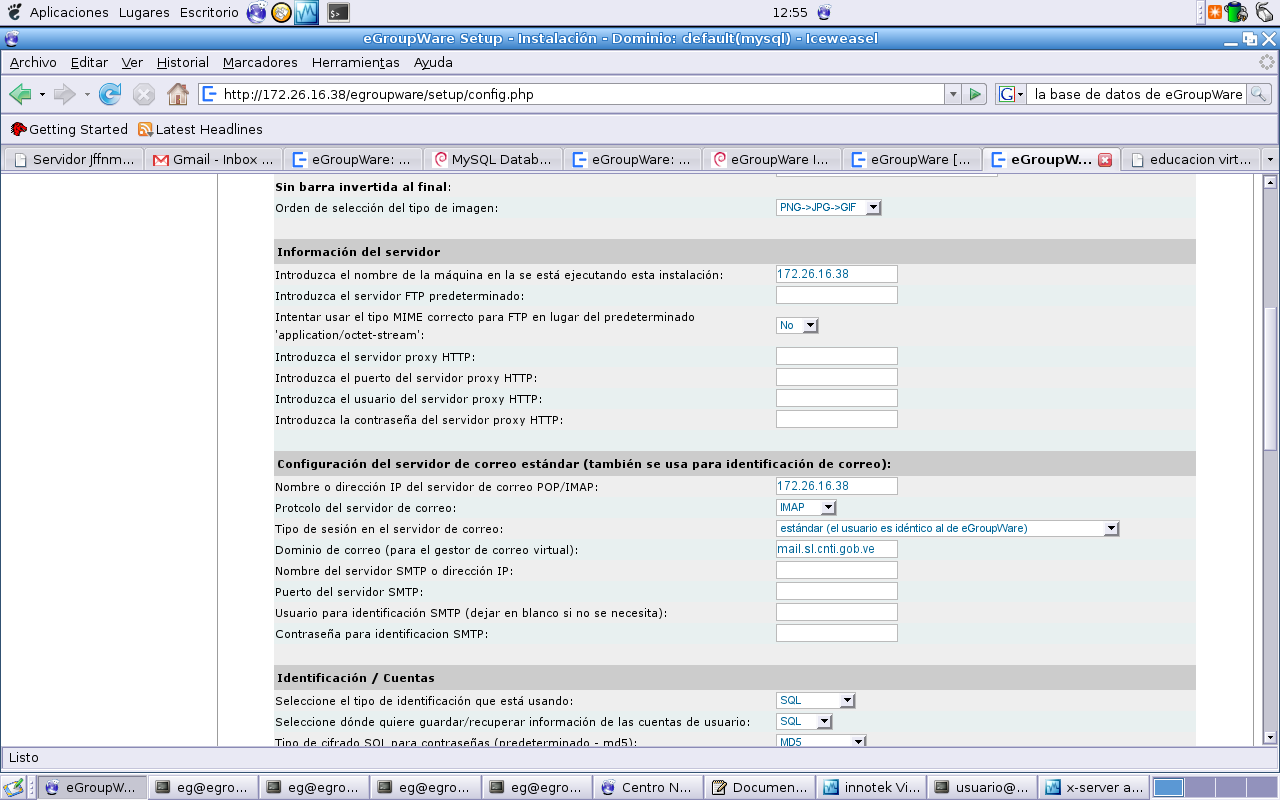 Aplicaciones Lugares Escritorio 12:55
eGroupWare Setup - Instalación - Dominio: default(mysql) - Iceweasel
Archivo Editar Ver Historial Marcadores Herramientas Ayuda
http://172.26.16.38/egroupware/setup/config.php la base de datos de eGroupWare
Getting Started Latest Headlines
Servidor Jffnm... Gmail - Inbox ... eGroupWare: ... MySQL Datab... eGroupWare: ... eGroupWare I... eGroupWare [... eGroupW... educacion virt...
Sin barra invertida al final:
Orden de selección del tipo de imagen: PNG->JPG->GIF
Información del servidor
Introduzca el nombre de la máquina en la se está ejecutando esta instalación: 172.26.16.38
Introduzca el servidor FTP predeterminado:
Intentar usar el tipo MIME correcto para FTP en lugar del predeterminado
'application/octet-stream': No
Introduzca el servidor proxy HTTP:
Introduzca el puerto del servidor proxy HTTP:
Introduzca el usuario del servidor proxy HTTP:
Introduzca la contraseña del servidor proxy HTTP:
Configuración del servidor de correo estándar (también se usa para identificación de correo):
Nombre o dirección IP del servidor de correo POP/IMAP: 172.26.16.38
Protcolo del servidor de correo: IMAP
Tipo de sesión en el servidor de correo: estándar (el usuario es idéntico al de eGroupWare)
Dominio de correo (para el gestor de correo virtual): mail.sl.cnti.gob.ve
Nombre del servidor SMTP o dirección IP:
Puerto del servidor SMTP:
Usuario para identificación SMTP (dejar en blanco si no se necesita):
Contraseña para identificacion SMTP:
Identificación / Cuentas
Seleccione el tipo de identificación que está usando: SQL
Seleccione dónde quiere guardar/recuperar información de las cuentas de usuario: SQL
Tipo de cifrado SQL para contraseñas (predeterminado - md5): MD5
Listo
eGroupW... eg@egro... eg@egro... eg@egro... eg@egro... Centro N... Documen... innotek Vi... usuario@... x-server a...